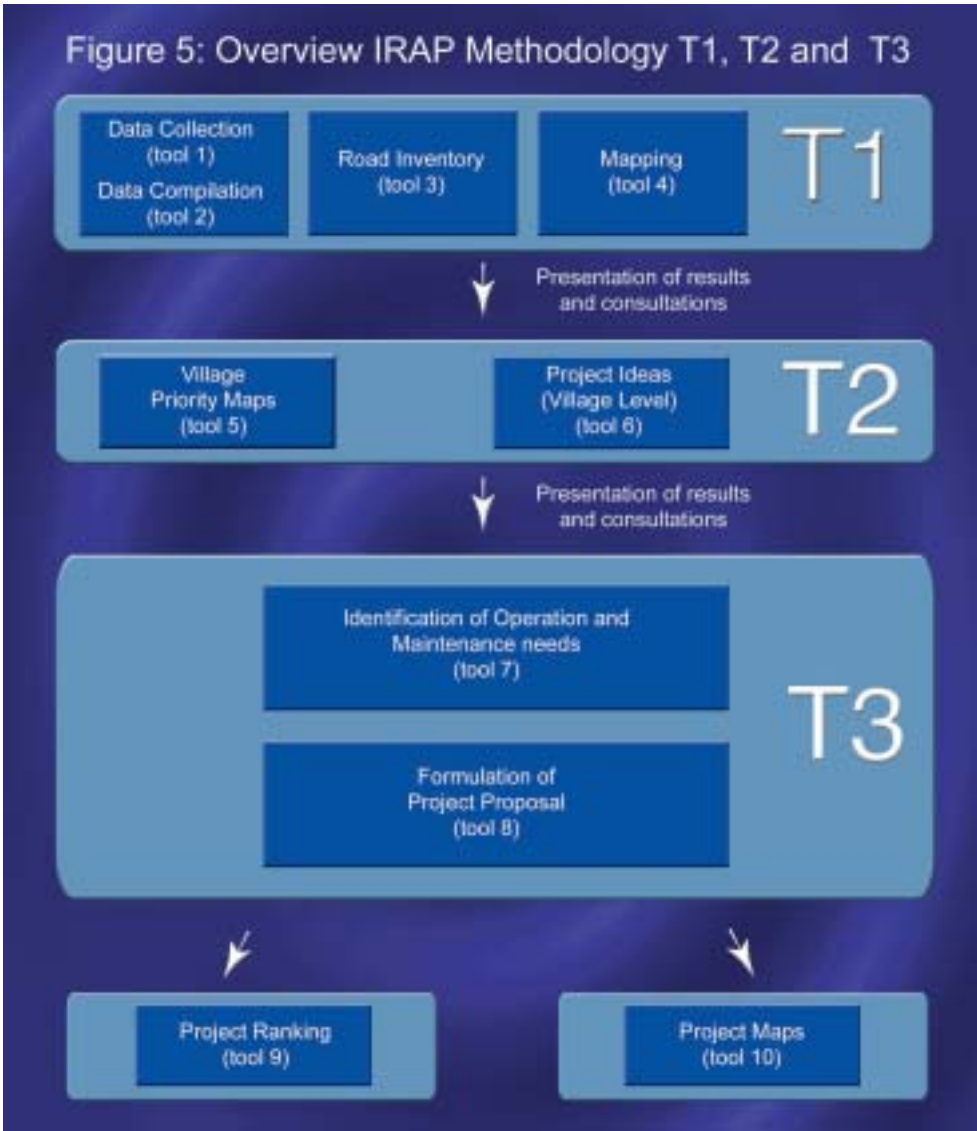 Figure 5: Overview IRAP Methodology T1, T2 and T3
Data Collection
(tool 1)
Data Compilation
(tool 2)
Road Inventory
(tool 3)
Mapping
(tool 4)
T1
Presentation of results
and consultations
Village
Priority Maps
(tool 5)
Project Ideas
(Village Level)
(tool 6)
T2
Presentation of results
and consultations
Identification of Operation and
Maintenance needs
(tool 7)
T3
Formulation of
Project Proposal
(tool 8)
Project Ranking
(tool 9)
Project Maps
(tool 10)